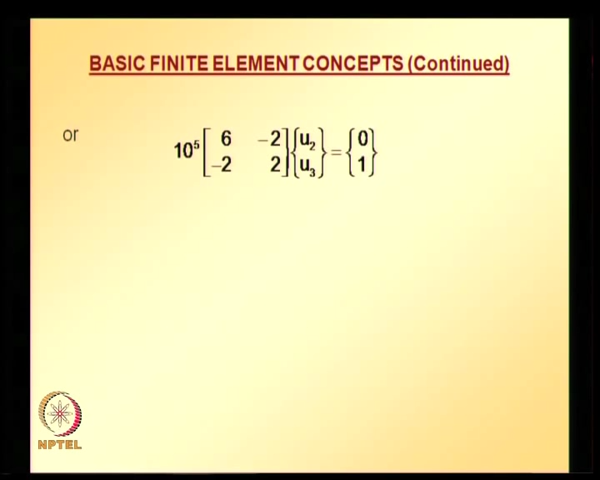 BASIC FINITE ELEMENT CONCEPTS (Continued)
or
10⁵ [ 6 −2 ] { u₂ } = { 0 }
[ −2 2 ] { u₃ } { 1 }
NPTEL